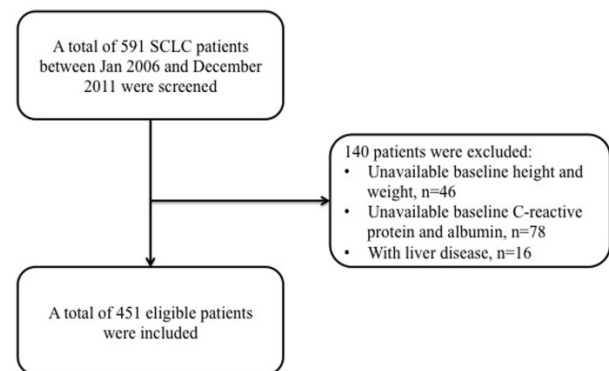 A total of 591 SCLC patients
between Jan 2006 and December
2011 were screened
140 patients were excluded:
• Unavailable baseline height and
weight, n=46
• Unavailable baseline C-reactive
protein and albumin, n=78
• With liver disease, n=16
A total of 451 eligible patients
were included